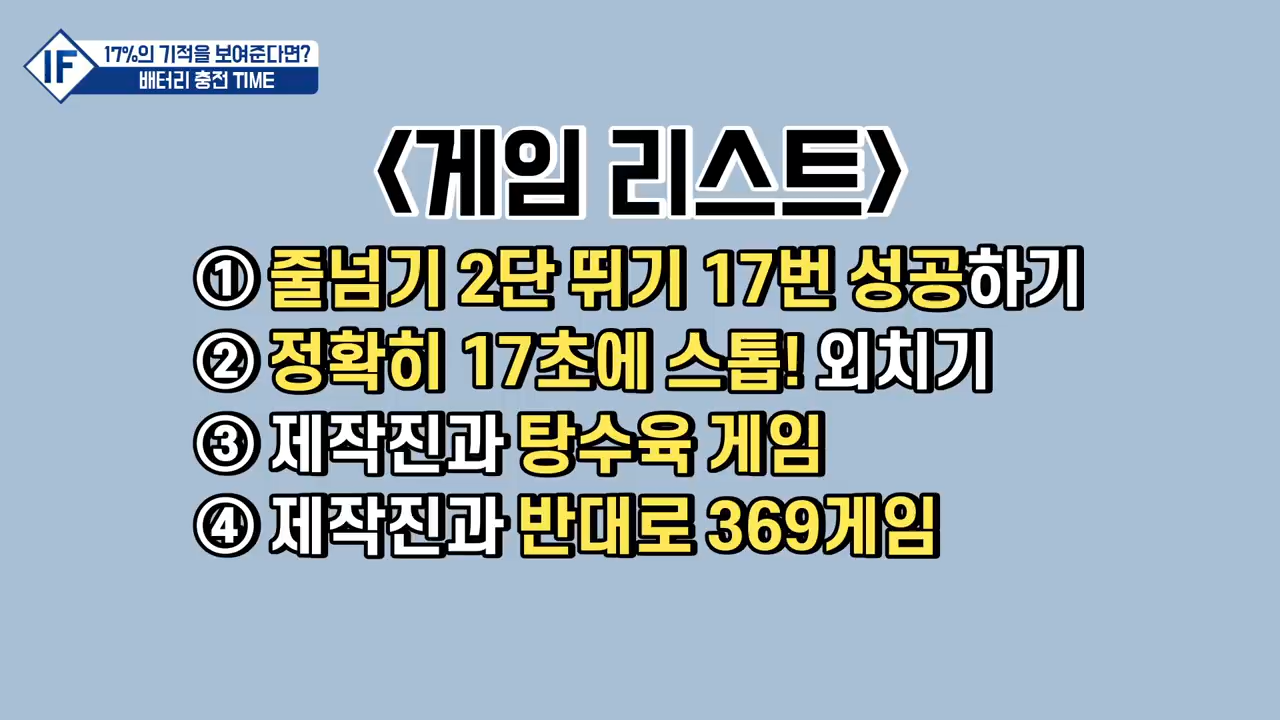 IF
17%의 기적을 보여준다면?
배터리 충전 TIME
<게임 리스트>
① 줄넘기 2단 뛰기 17번 성공하기
② 정확히 17초에 스톱! 외치기
③ 제작진과 탕수육 게임
④ 제작진과 반대로 369게임